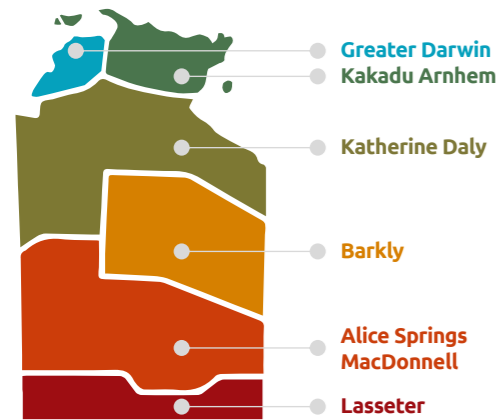 Greater Darwin
Kakadu Arnhem
Katherine Daly
Barkly
Alice Springs
MacDonnell
Lasseter